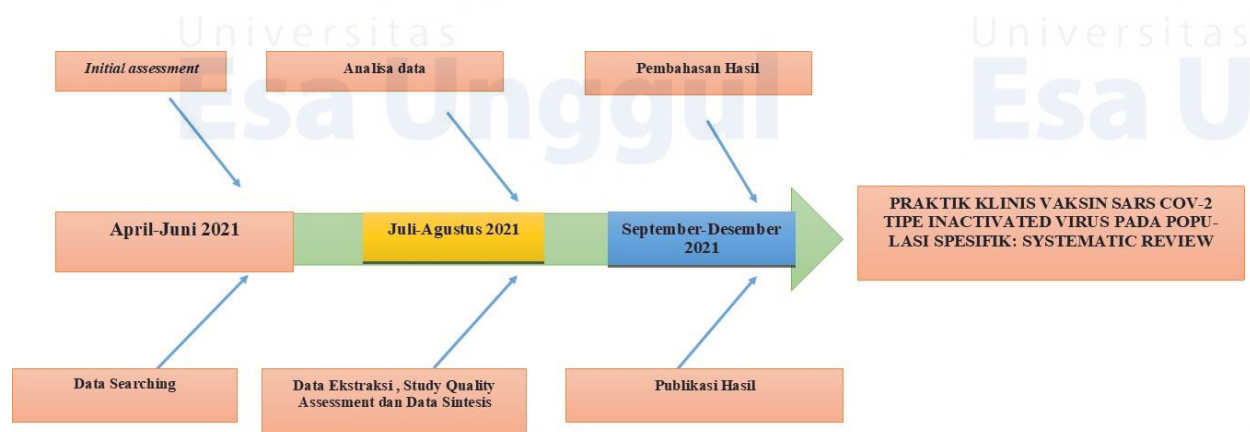 Universitas
Esa Unggul
Universitas
Esa U
Initial assessment
Analisa data
Pembahasan Hasil
April-Juni 2021
Juli-Agustus 2021
September-Desember
2021
PRAKTIK KLINIS VAKSIN SARS COV-2
TIPE INACTIVATED VIRUS PADA POPU-
LASI SPESIFIK: SYSTEMATIC REVIEW
Data Searching
Data Ekstraksi , Study Quality
Assessment dan Data Sintesis
Publikasi Hasil